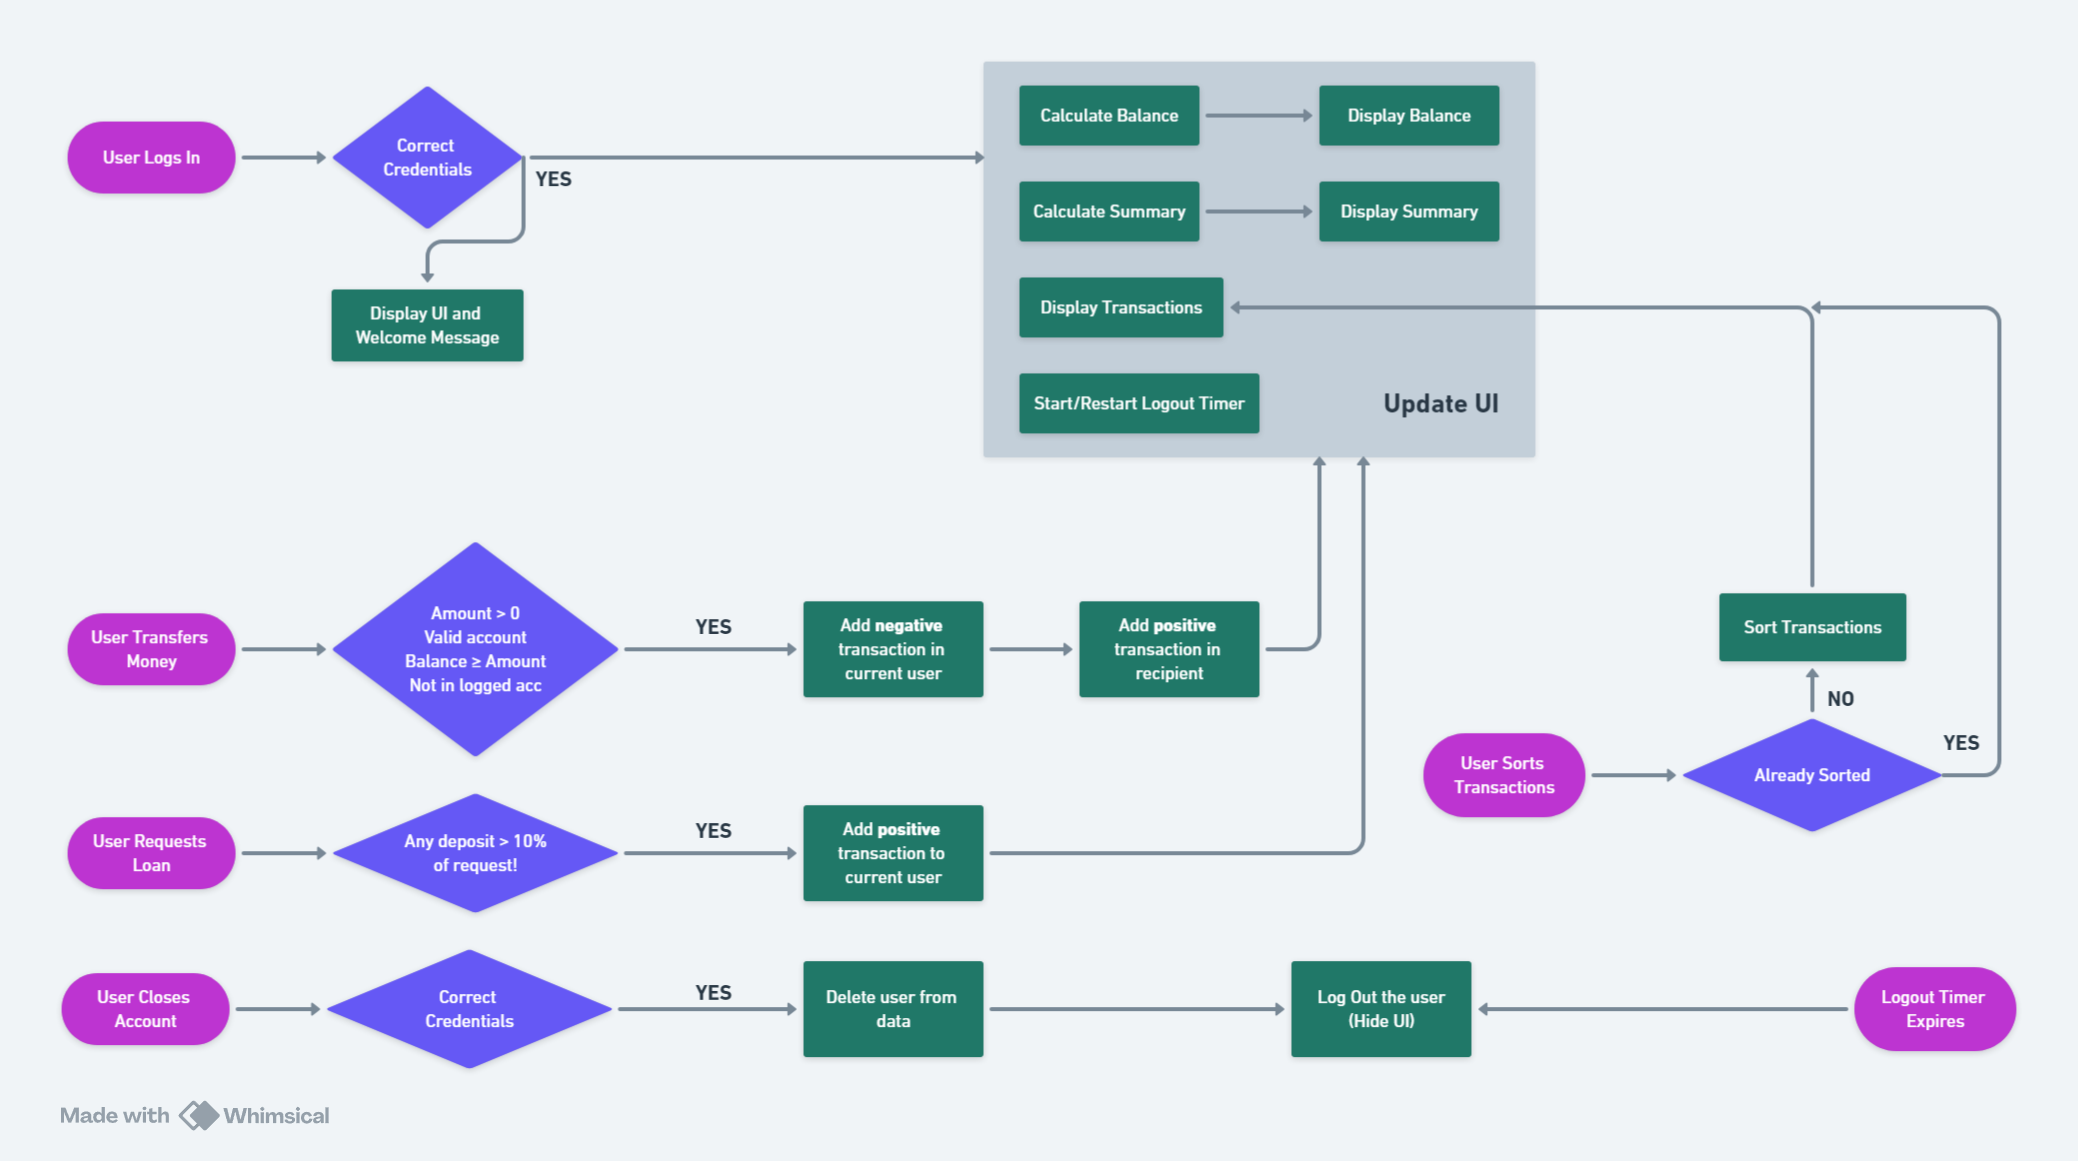 User Logs In
Correct
Credentials
YES
Display UI and
Welcome Message
Calculate Balance
Display Balance
Calculate Summary
Display Summary
Display Transactions
Start/Restart Logout Timer
Update UI
User Transfers
Money
Amount > 0
Valid account
Balance ≥ Amount
Not in logged acc
YES
Add negative
transaction in
current user
Add positive
transaction in
recipient
Sort Transactions
NO
YES
User Sorts
Transactions
Already Sorted
User Requests
Loan
Any deposit > 10%
of request!
YES
Add positive
transaction to
current user
User Closes
Account
Correct
Credentials
YES
Delete user from
data
Log Out the user
(Hide UI)
Logout Timer
Expires
Made with Whimsical